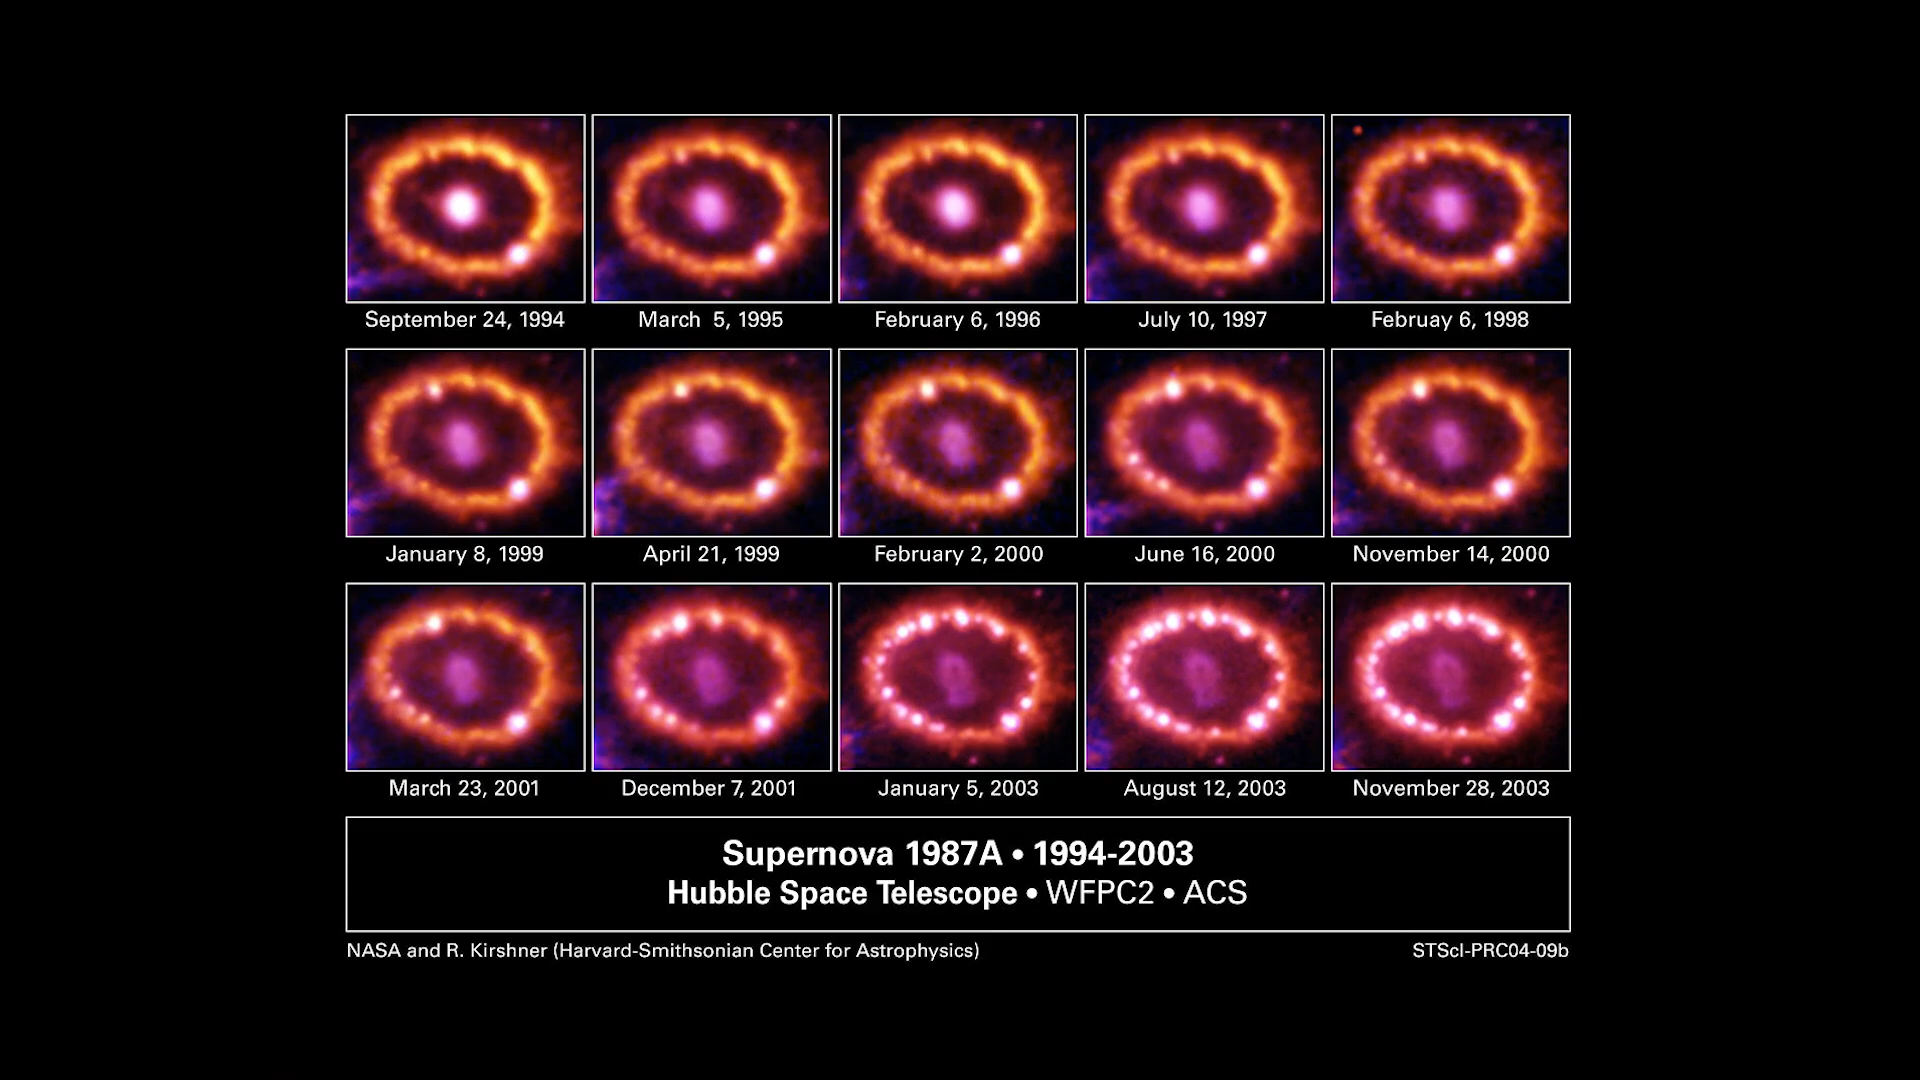 September 24, 1994 March 5, 1995 February 6, 1996 July 10, 1997 Februay 6, 1998
January 8, 1999 April 21, 1999 February 2, 2000 June 16, 2000 November 14, 2000
March 23, 2001 December 7, 2001 January 5, 2003 August 12, 2003 November 28, 2003
Supernova 1987A • 1994-2003
Hubble Space Telescope • WFPC2 • ACS
NASA and R. Kirshner (Harvard-Smithsonian Center for Astrophysics) STScI-PRC04-09b